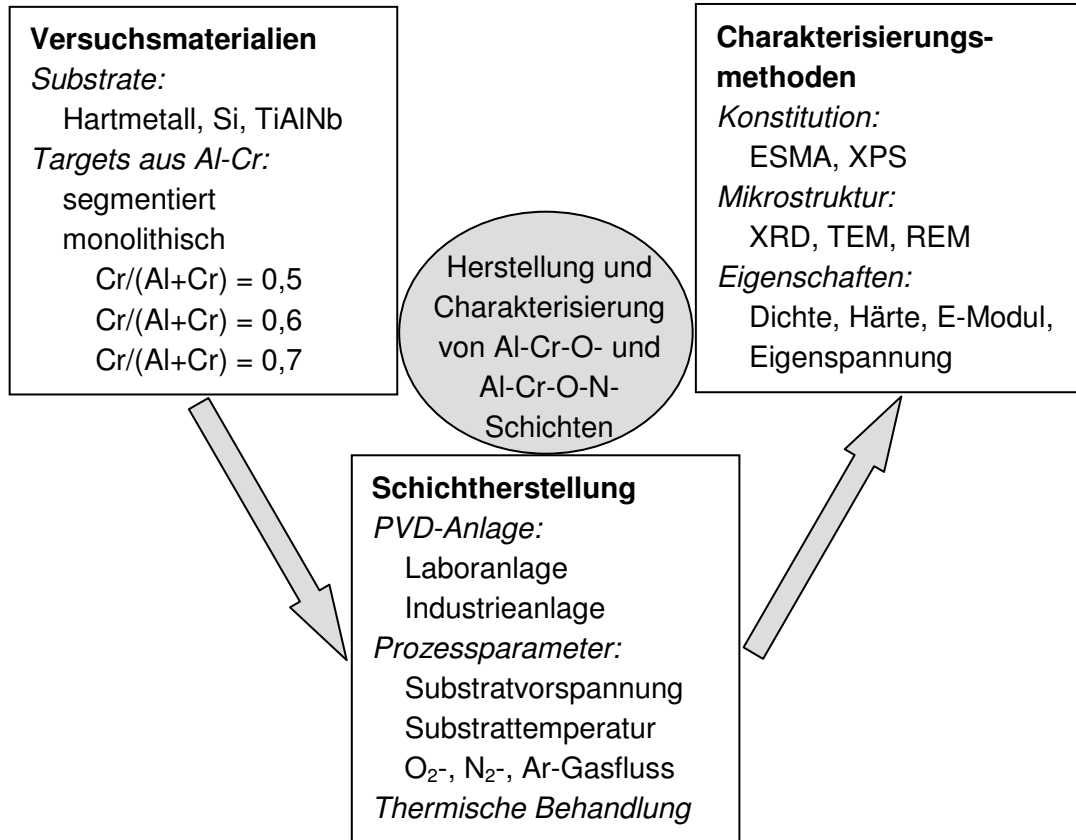 Versuchsmaterialien
Substrate:
Hartmetall, Si, TiAlNb
Targets aus Al-Cr:
segmentiert
monolithisch
Cr/(Al+Cr) = 0,5
Cr/(Al+Cr) = 0,6
Cr/(Al+Cr) = 0,7
Herstellung und
Charakterisierung
von Al-Cr-O- und
Al-Cr-O-N-
Schichten
Charakterisierungs-
methoden
Konstitution:
ESMA, XPS
Mikrostruktur:
XRD, TEM, REM
Eigenschaften:
Dichte, Härte, E-Modul,
Eigenspannung
Schichtherstellung
PVD-Anlage:
Laboranlage
Industrieanlage
Prozessparameter:
Substratvorspannung
Substrattemperatur
O₂-, N₂-, Ar-Gasfluss
Thermische Behandlung